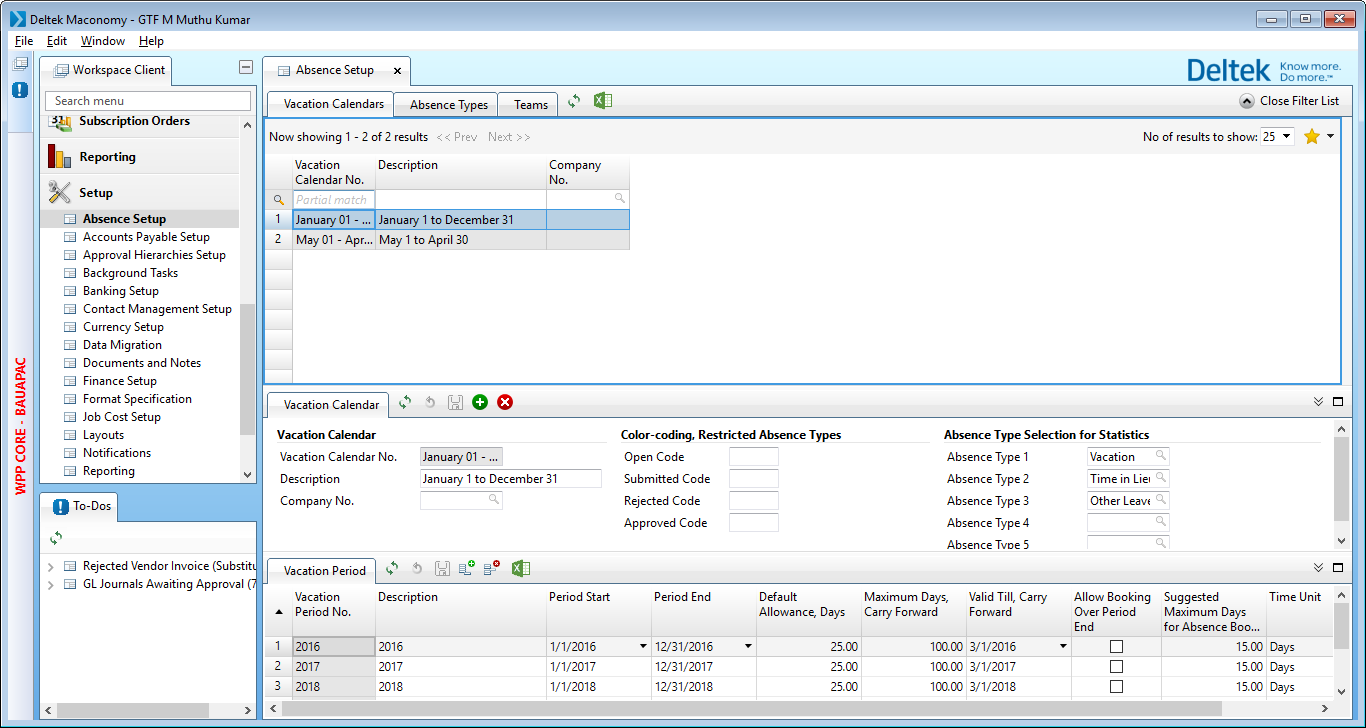 Deltek Maconomy - GTF M Muthu Kumar
File Edit Window Help
Workspace Client
Search menu
31
Subscription Orders
Reporting
Setup
Absence Setup
Accounts Payable Setup
Approval Hierarchies Setup
Background Tasks
Banking Setup
Contact Management Setup
Currency Setup
Data Migration
Documents and Notes
Finance Setup
Format Specification
Job Cost Setup
Layouts
Notifications
Reporting
WPP CORE - BAUAPAC
To-Dos
Rejected Vendor Invoice (Substitu
GL Journals Awaiting Approval (7
Absence Setup
Deltek Know more. Do more.™
Vacation Calendars Absence Types Teams
Close Filter List
Now showing 1 - 2 of 2 results << Prev Next >>
No of results to show: 25
Vacation Calendar No. Description Company No.
Partial match
1 January 01 - ... January 1 to December 31
2 May 01 - Apr... May 1 to April 30
Vacation Calendar
Vacation Calendar
Vacation Calendar No. January 01 - ...
Description January 1 to December 31
Company No.
Color-coding, Restricted Absence Types
Open Code
Submitted Code
Rejected Code
Approved Code
Absence Type Selection for Statistics
Absence Type 1 Vacation
Absence Type 2 Time in Lieu
Absence Type 3 Other Leave
Absence Type 4
Absence Type 5
Vacation Period
Vacation Period No. Description Period Start Period End Default Allowance, Days Maximum Days, Carry Forward Valid Till, Carry Forward Allow Booking Over Period End Suggested Maximum Days for Absence Boo... Time Unit
1 2016 2016 1/1/2016 12/31/2016 25.00 100.00 3/1/2016 15.00 Days
2 2017 2017 1/1/2017 12/31/2017 25.00 100.00 3/1/2017 15.00 Days
3 2018 2018 1/1/2018 12/31/2018 25.00 100.00 3/1/2018 15.00 Days